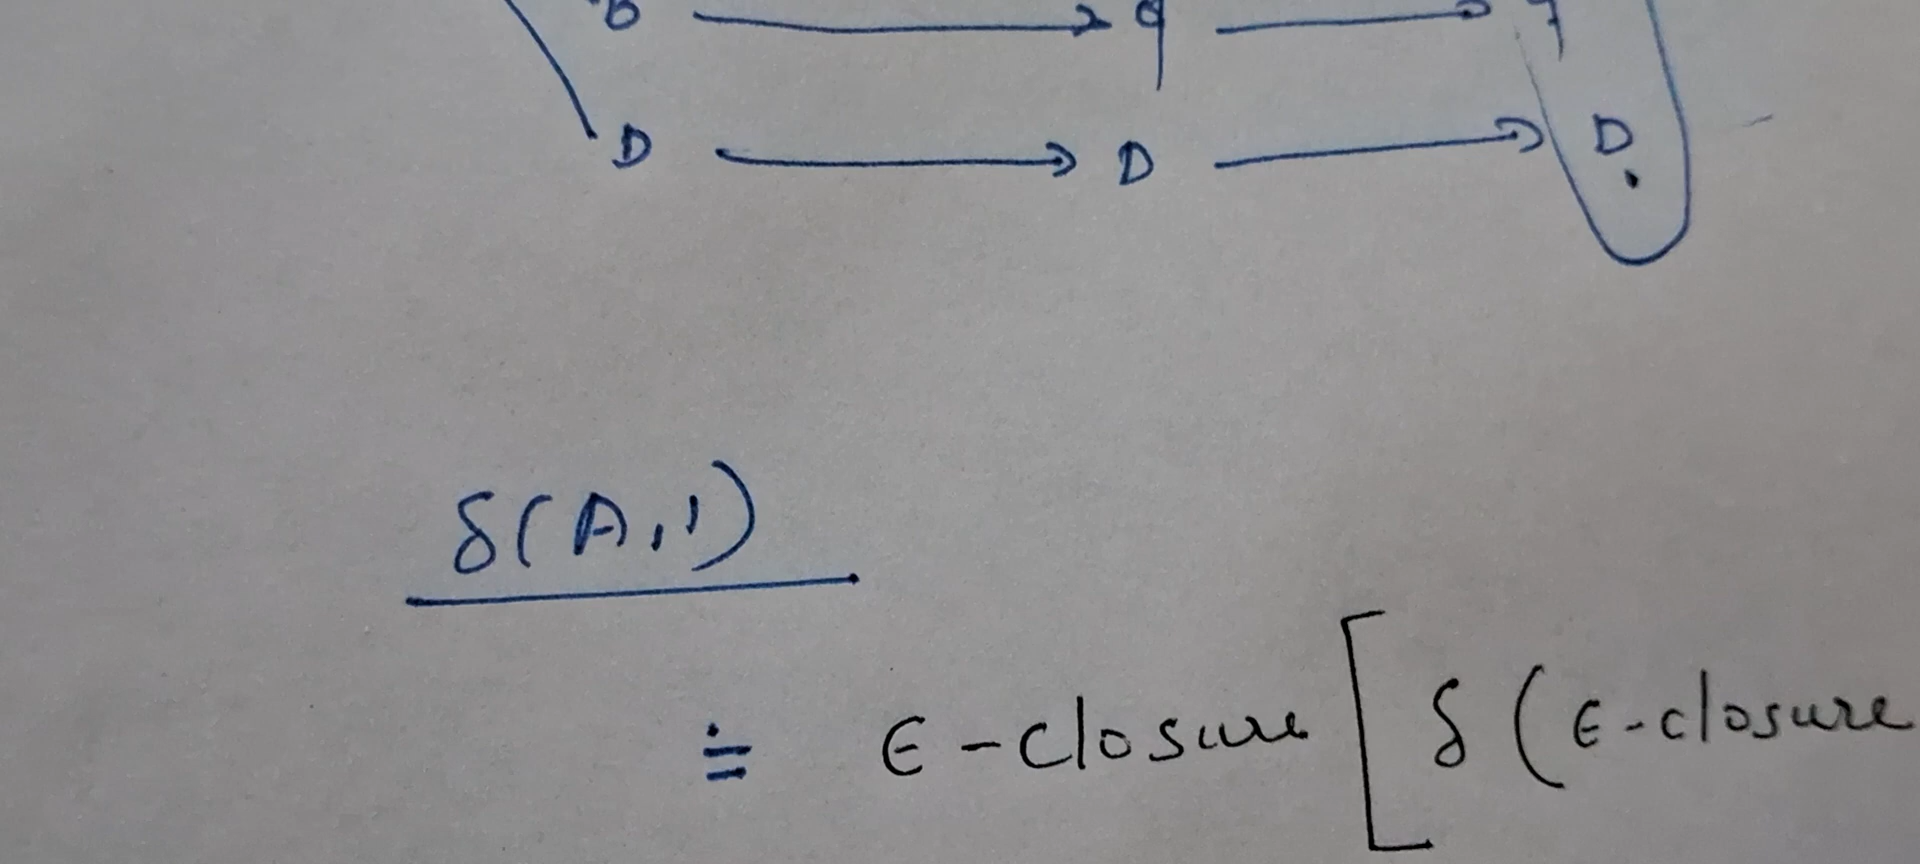 D → D → D.
δ(A,1)
≐ ε-closure [ δ ( ε-closure